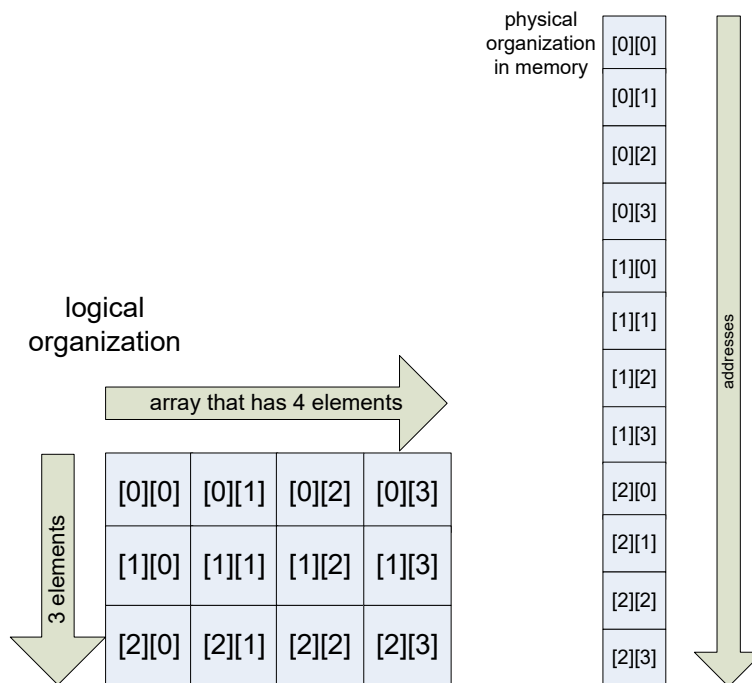 physical
organization
in memory
[0][0]
[0][1]
[0][2]
[0][3]
[1][0]
[1][1]
[1][2]
[1][3]
[2][0]
[2][1]
[2][2]
[2][3]
addresses
logical
organization
array that has 4 elements
3 elements
[0][0] [0][1] [0][2] [0][3]
[1][0] [1][1] [1][2] [1][3]
[2][0] [2][1] [2][2] [2][3]